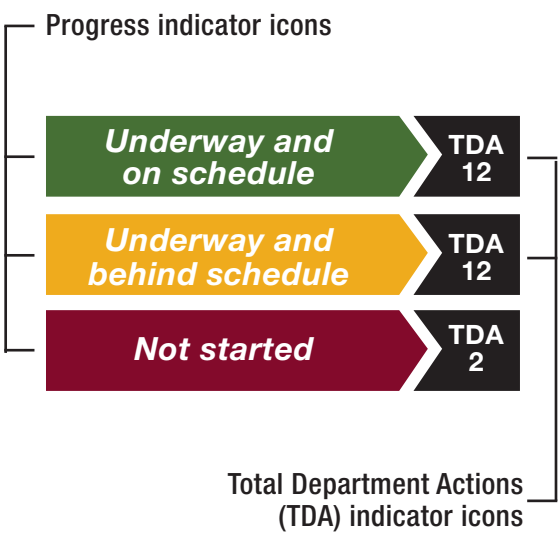 Progress indicator icons
Underway and
on schedule
TDA
12
Underway and
behind schedule
TDA
12
Not started
TDA
2
Total Department Actions
(TDA) indicator icons